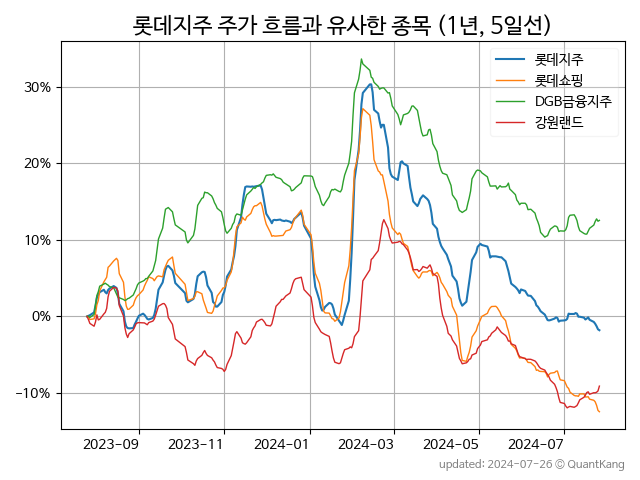 롯데지주 주가 흐름과 유사한 종목 (1년, 5일선)
롯데지주
롯데쇼핑
DGB금융지주
강원랜드
30%
20%
10%
0%
−10%
2023-09
2023-11
2024-01
2024-03
2024-05
2024-07
updated: 2024-07-26 © QuantKang